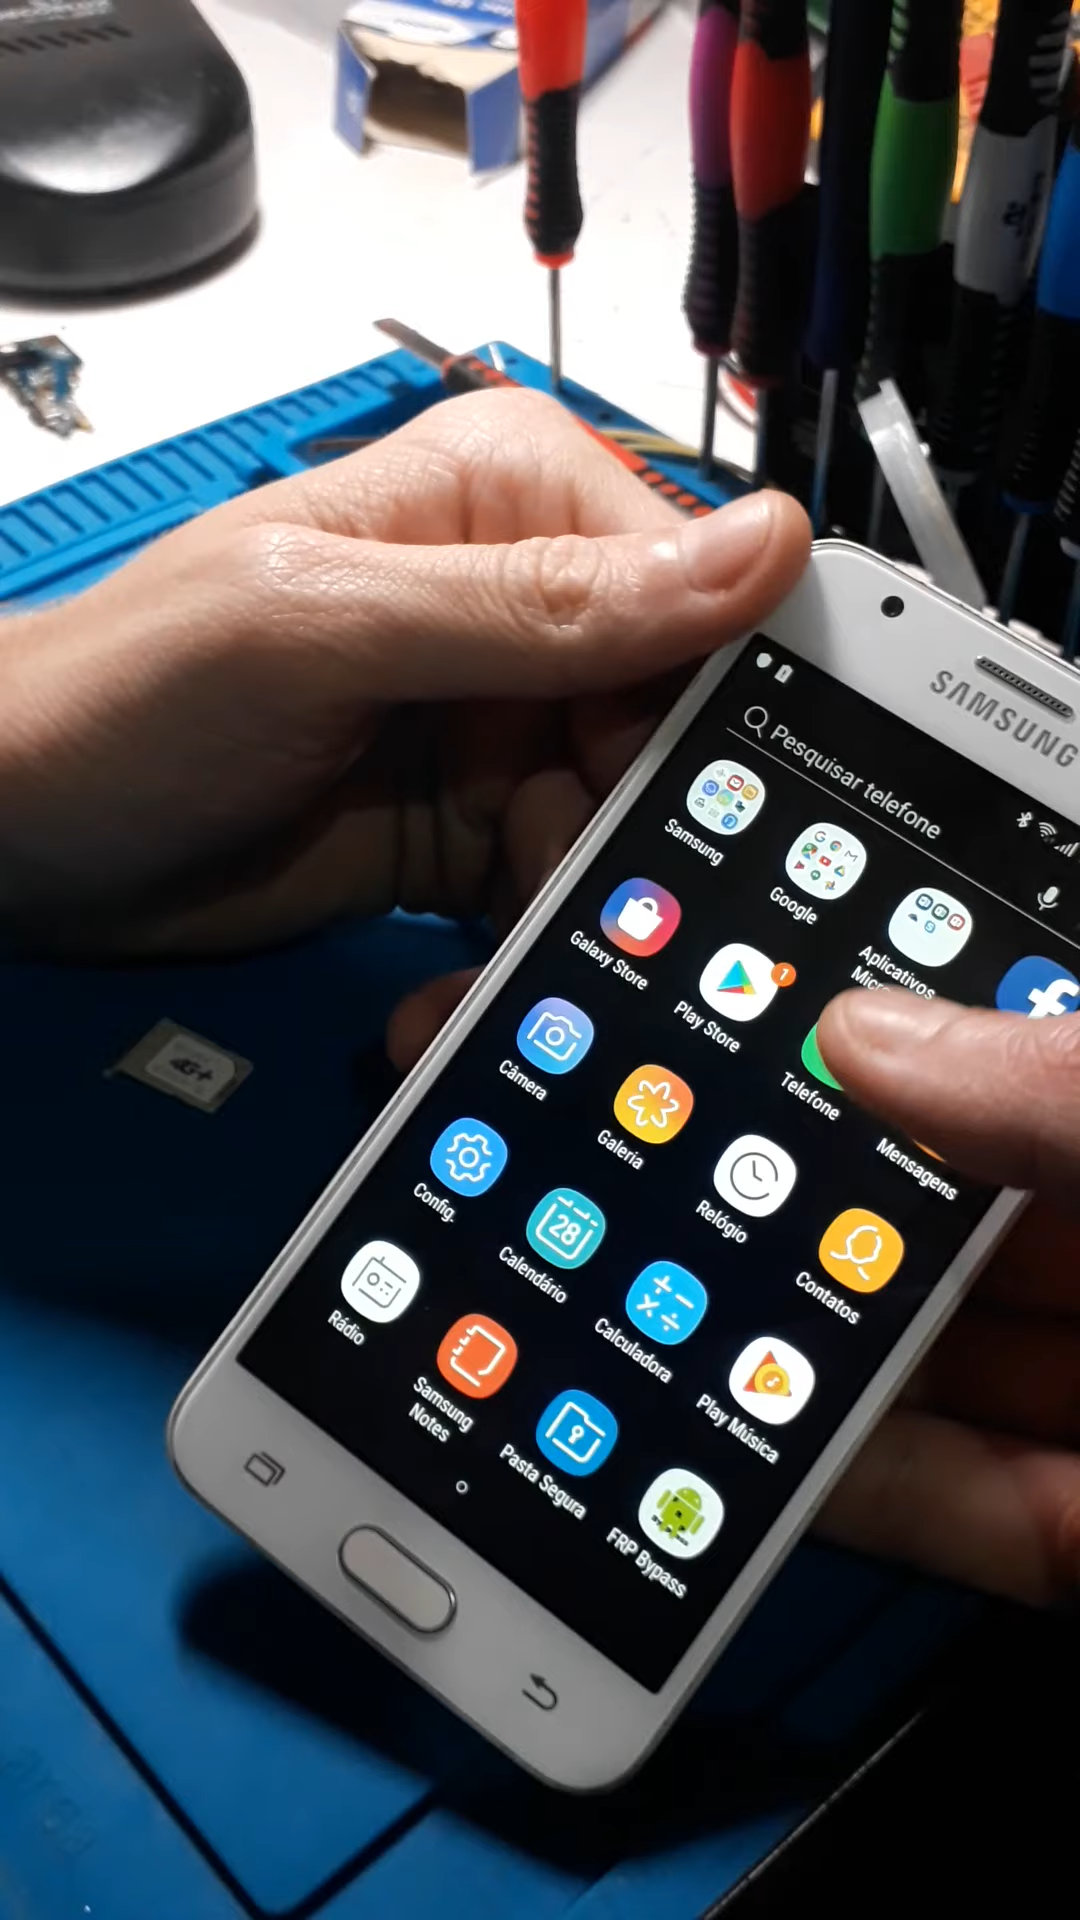 SAMSUNG
Pesquisar telefone
Samsung
Google
Aplicativos
Galaxy Store
Play Store
1
Telefone
Mensagens
Câmera
Galeria
Relógio
Contatos
Config.
28
Calendário
Calculadora
Play Música
Rádio
Samsung
Notes
Pasta Segura
FRP Bypass
4G+